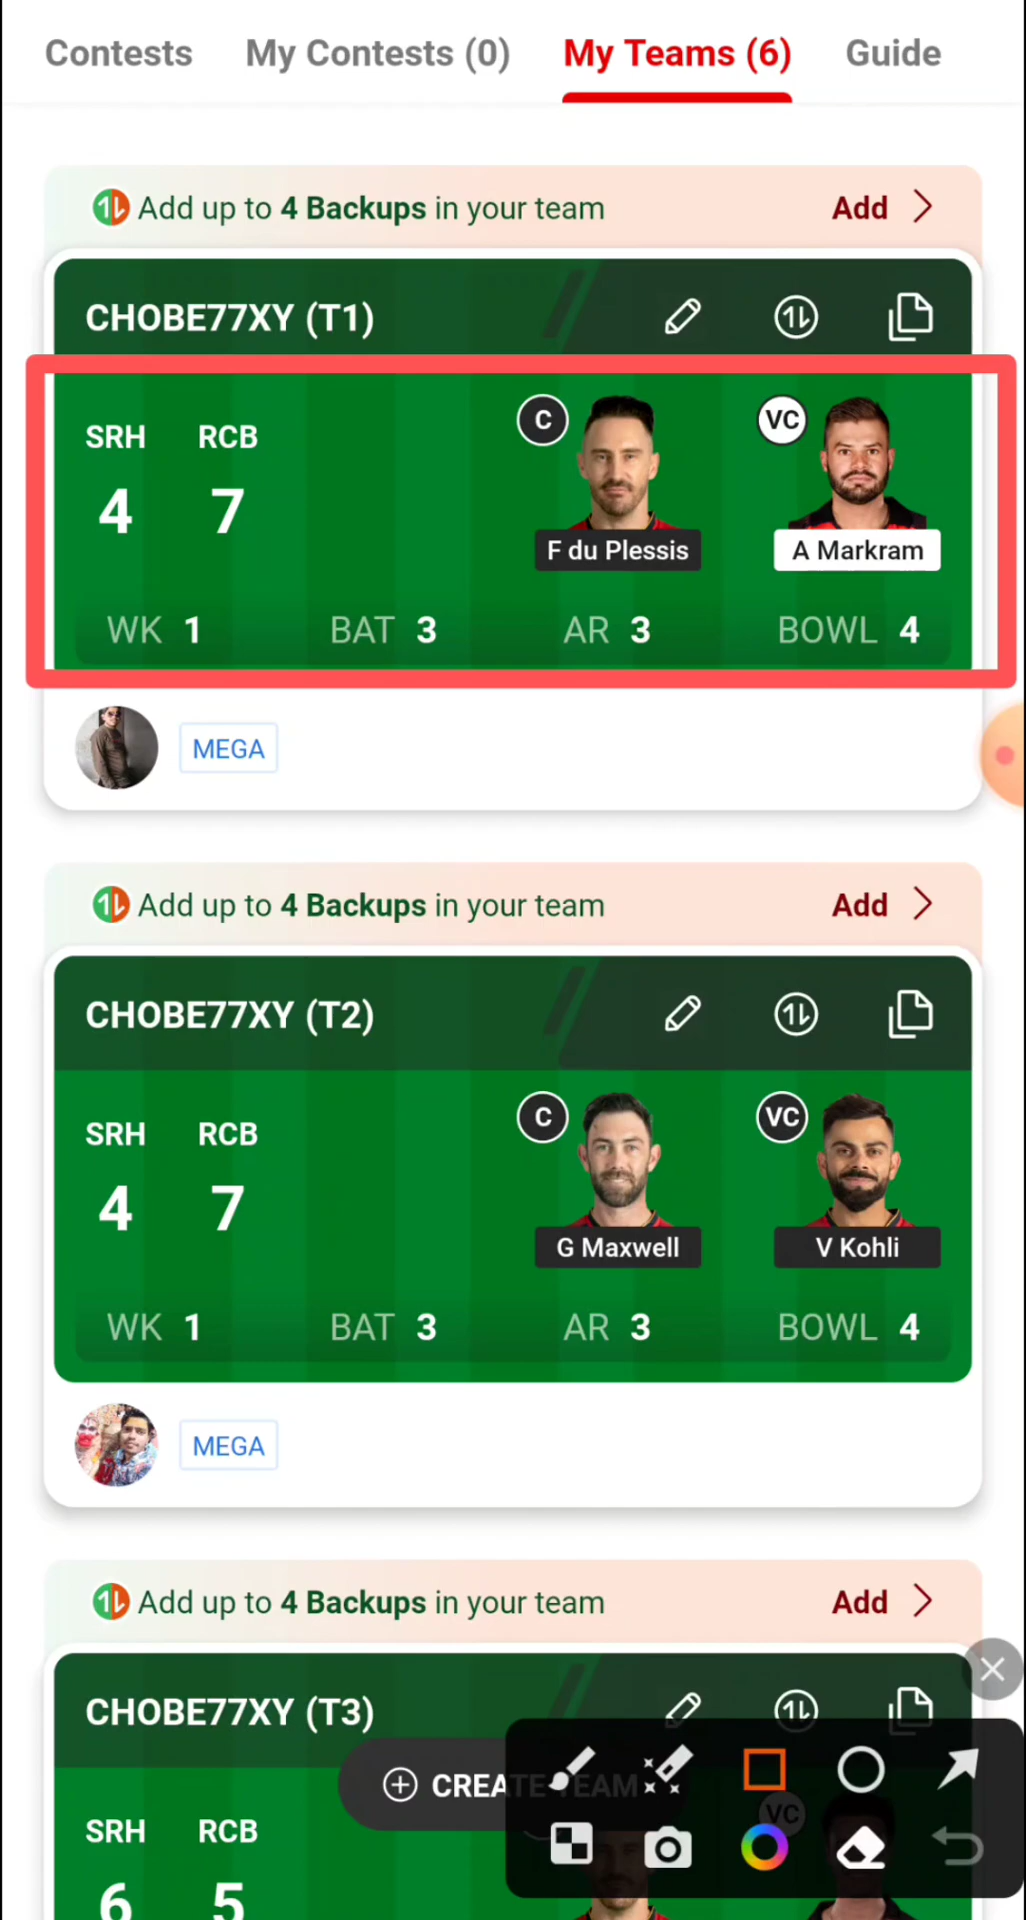 Contests My Contests (0) My Teams (6) Guide
Add up to 4 Backups in your team Add
CHOBE77XY (T1)
SRH RCB C VC
4 7
F du Plessis A Markram
WK 1 BAT 3 AR 3 BOWL 4
MEGA
Add up to 4 Backups in your team Add
CHOBE77XY (T2)
SRH RCB C VC
4 7
G Maxwell V Kohli
WK 1 BAT 3 AR 3 BOWL 4
MEGA
Add up to 4 Backups in your team Add
CHOBE77XY (T3)
CREATE TEAM
SRH RCB VC
6 5